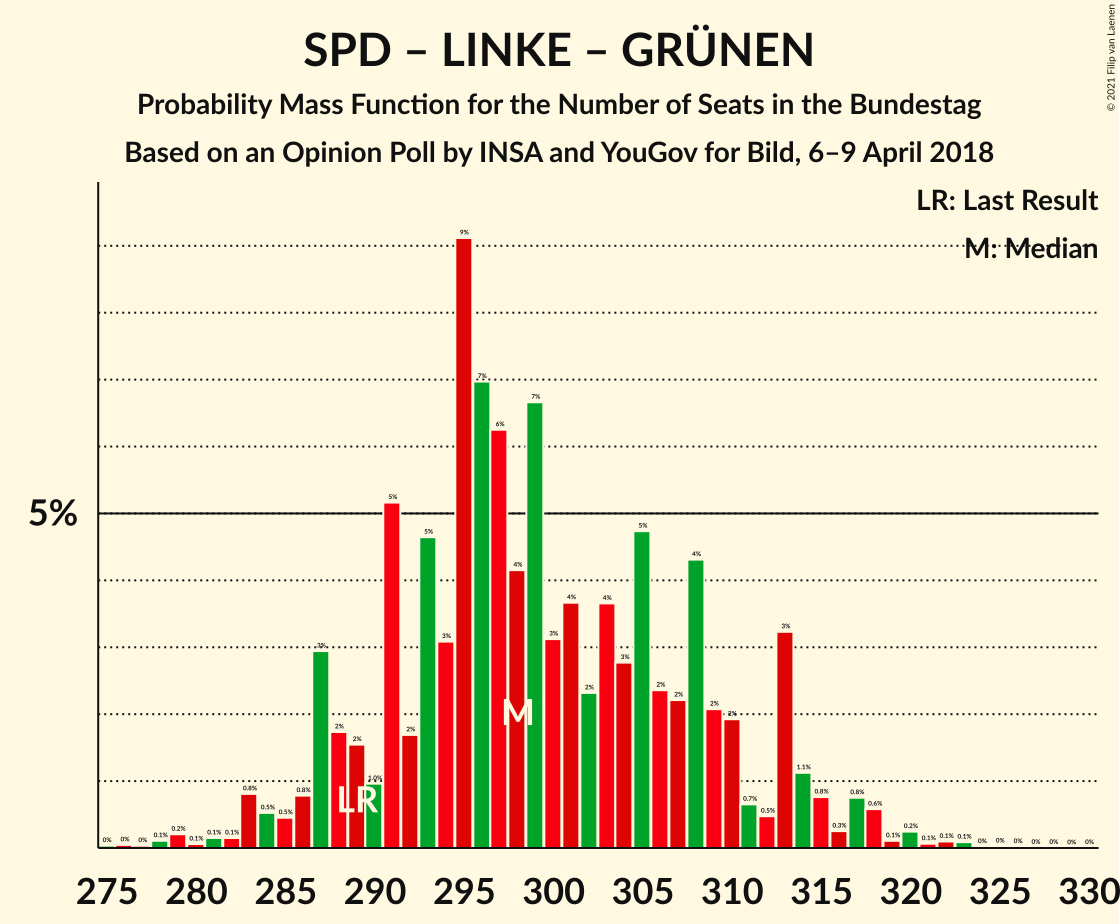 SPD – LINKE – GRÜNEN
Probability Mass Function for the Number of Seats in the Bundestag
Based on an Opinion Poll by INSA and YouGov for Bild, 6–9 April 2018
© 2021 Filip van Laenen
LR: Last Result
M: Median
5%
0% 0% 0% 0.1% 0.2% 0.1% 0.1% 0.1% 0.8% 0.5% 0.5% 0.8% 3% 2% 2% 1.0% 5% 2% 5% 3% 9% 7% 6% 4% 7% 3% 4% 2% 4% 3% 5% 2% 2% 4% 2% 2% 0.7% 0.5% 3% 1.1% 0.8% 0.3% 0.8% 0.6% 0.1% 0.2% 0.1% 0.1% 0.1% 0% 0% 0% 0% 0% 0% 0%
M
LR
275 280 285 290 295 300 305 310 315 320 325 330